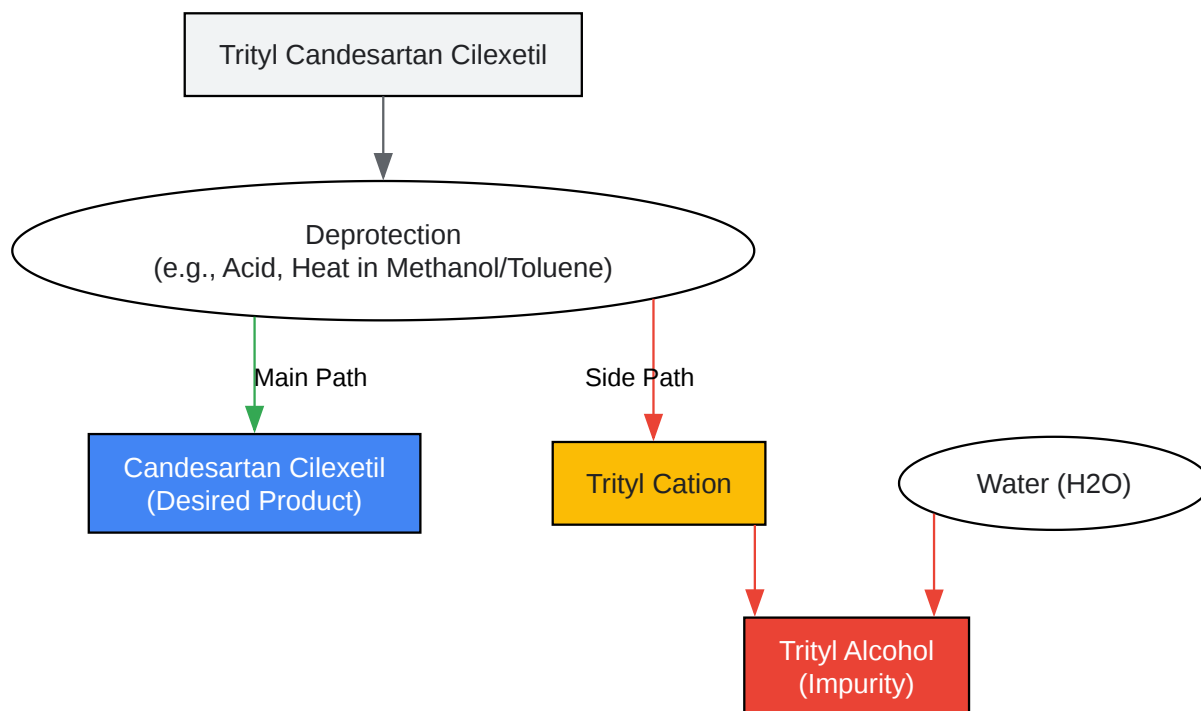 Trityl Candesartan Cilexetil
Deprotection
(e.g., Acid, Heat in Methanol/Toluene)
Main Path
Side Path
Candesartan Cilexetil
(Desired Product)
Trityl Cation
Water (H2O)
Trityl Alcohol
(Impurity)